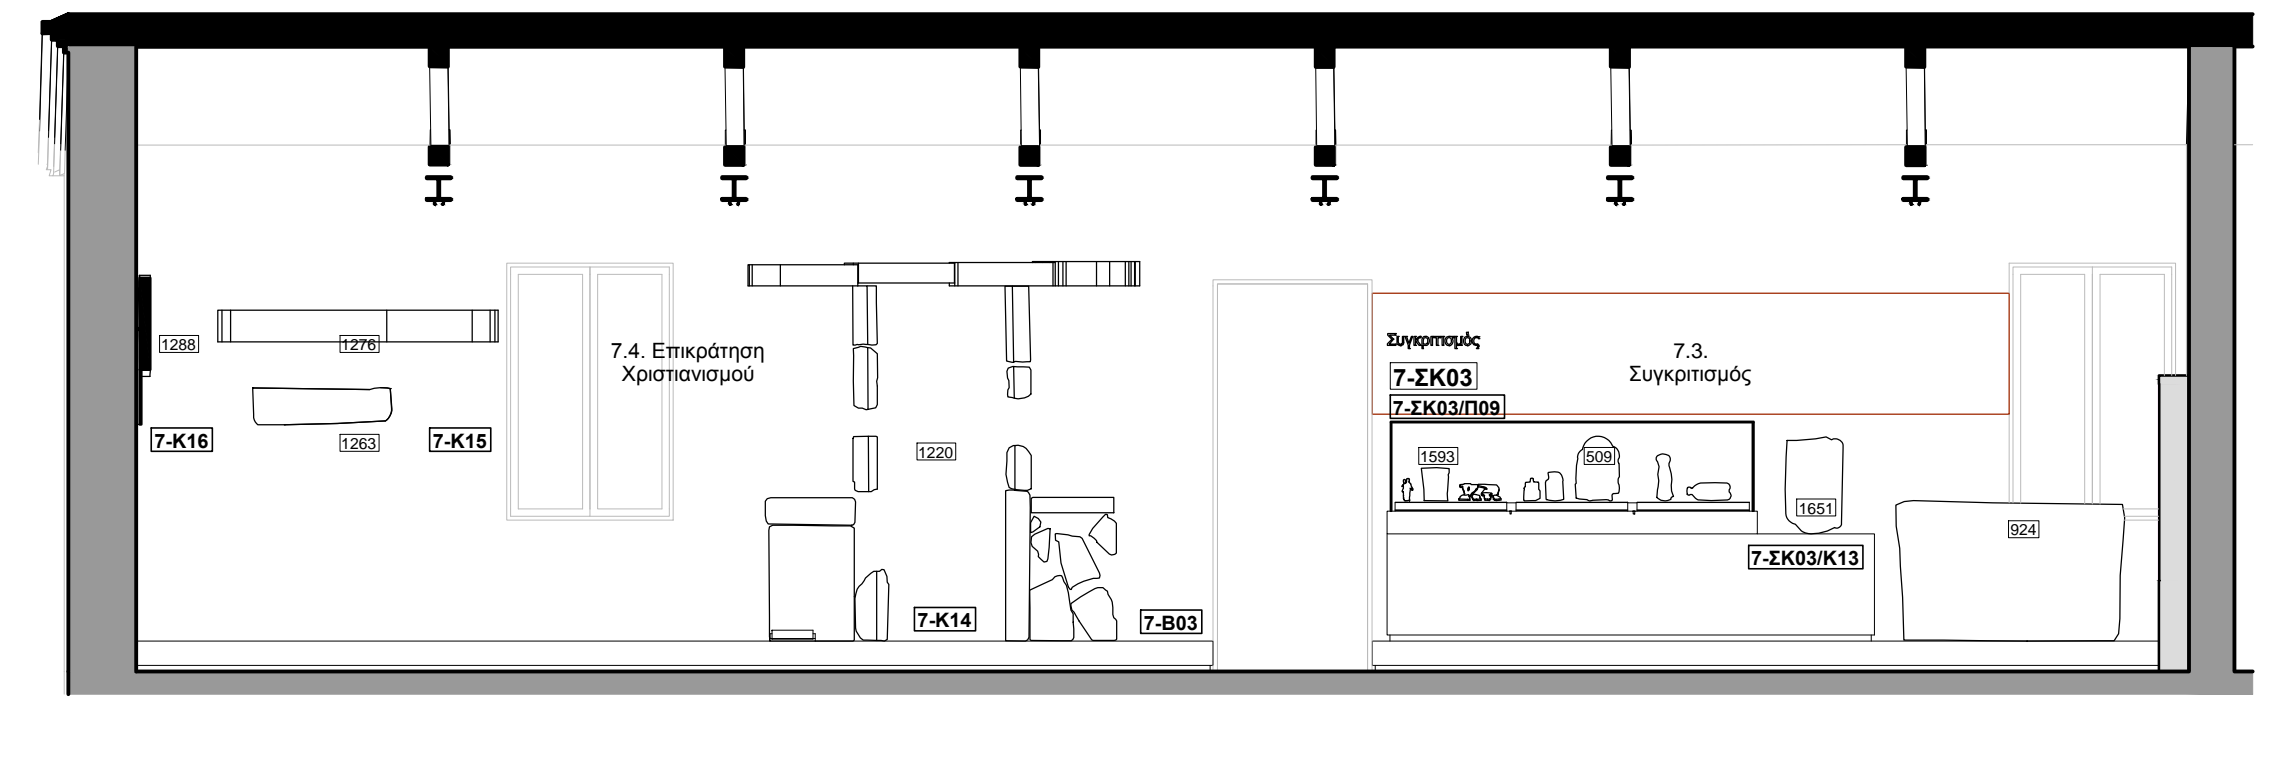 1288
1276
7.4. Επικράτηση
Χριστιανισμού
7-Κ16
1263
7-Κ15
1220
7-Κ14
7-Β03
Συγκριτισμός
7-ΣΚ03
7-ΣΚ03/Π09
7.3.
Συγκριτισμός
1593
509
1651
924
7-ΣΚ03/Κ13